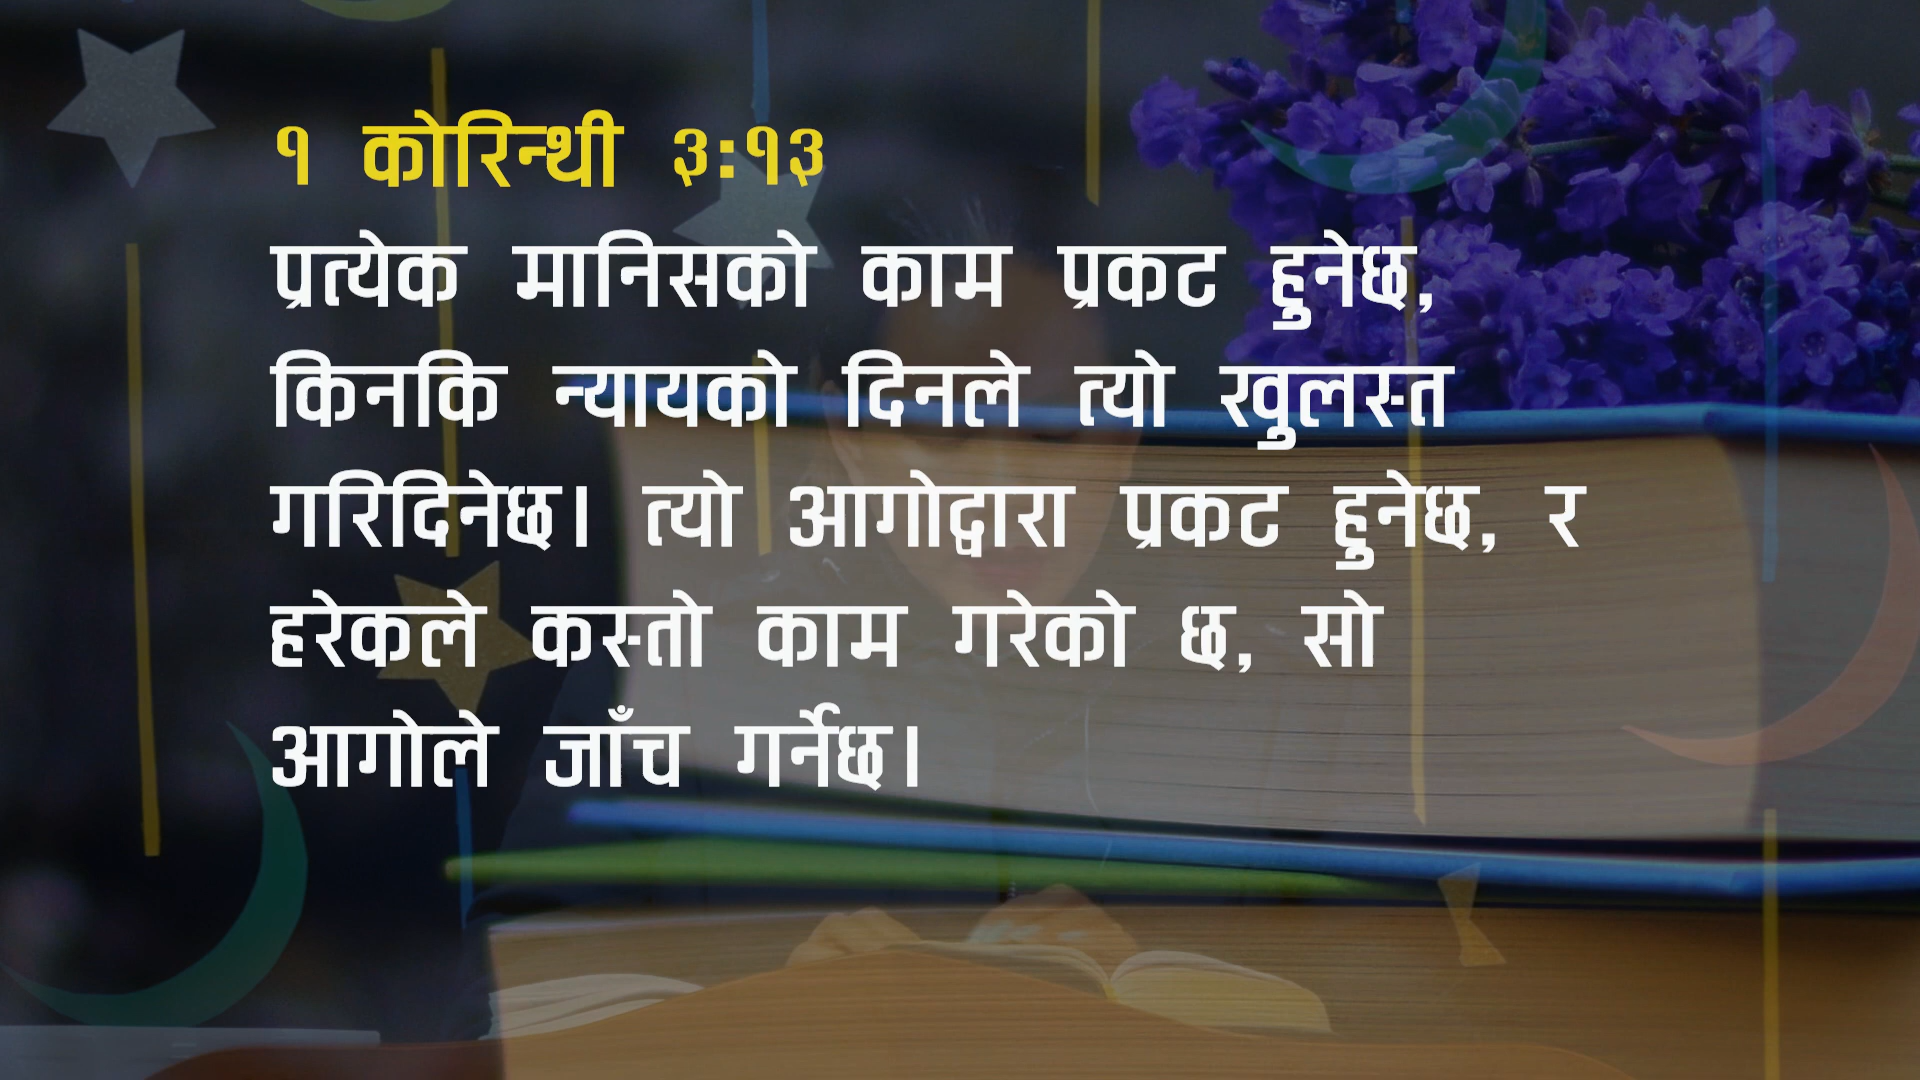 १ कोरिन्थी ३:१३
प्रत्येक मानिसको काम प्रकट हुनेछ,
किनकि न्यायको दिनले त्यो खुलस्त
गरिदिनेछ। त्यो आगोद्वारा प्रकट हुनेछ, र
हरेकले कस्तो काम गरेको छ, सो
आगोले जाँच गर्नेछ।